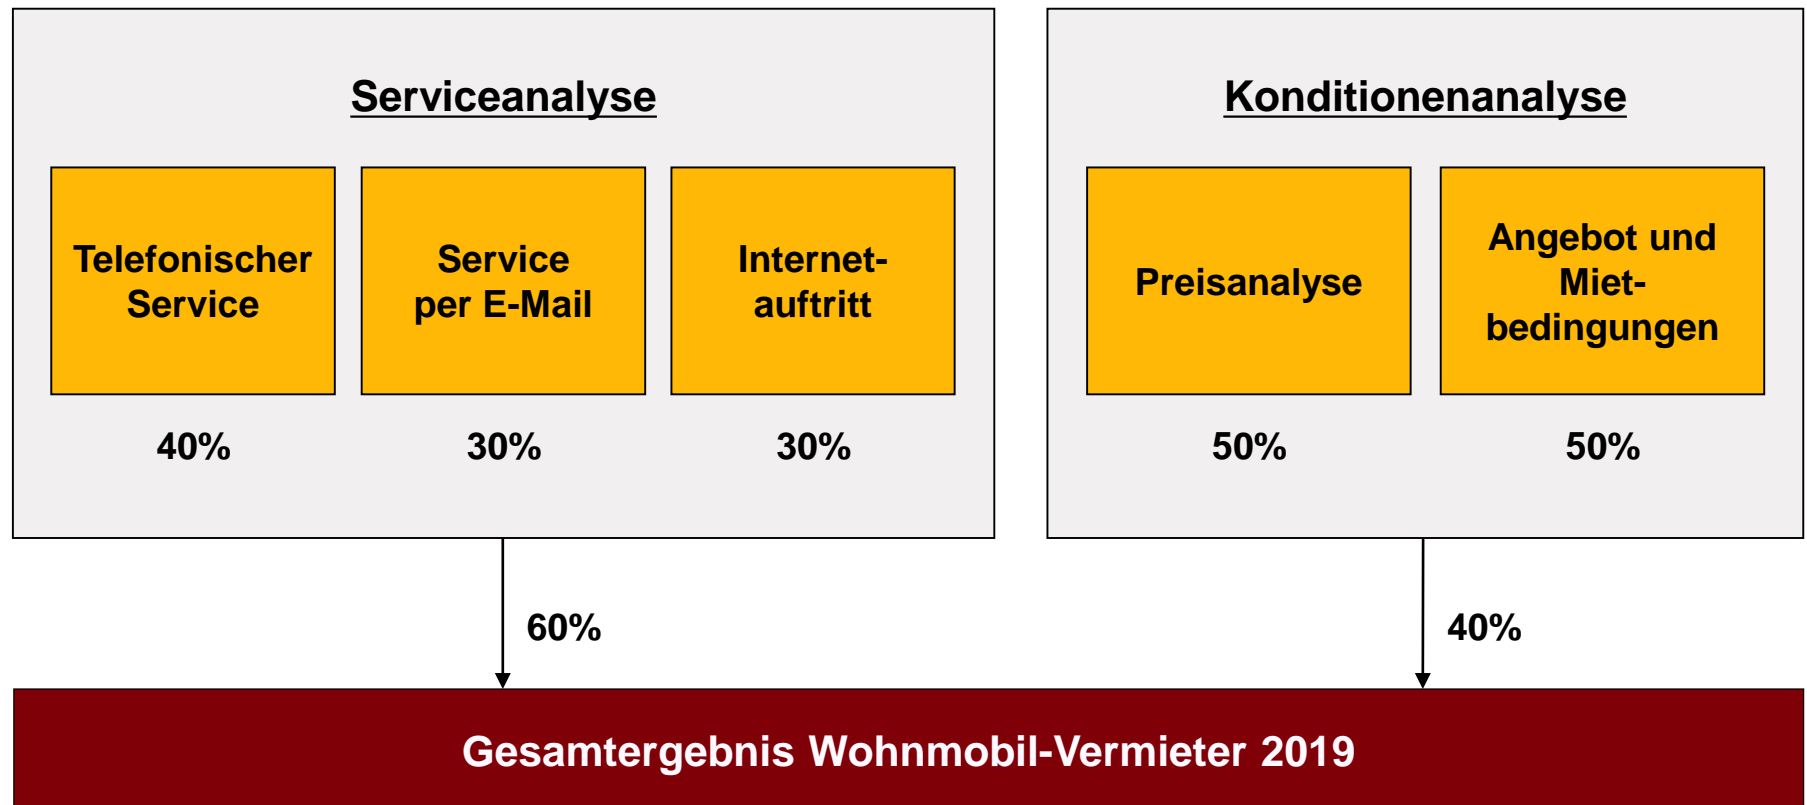 Serviceanalyse
Telefonischer
Service
40%
Service
per E-Mail
30%
Internet-
auftritt
30%
60%
Konditionenanalyse
Preisanalyse
50%
Angebot und
Miet-
bedingungen
50%
40%
Gesamtergebnis Wohnmobil-Vermieter 2019